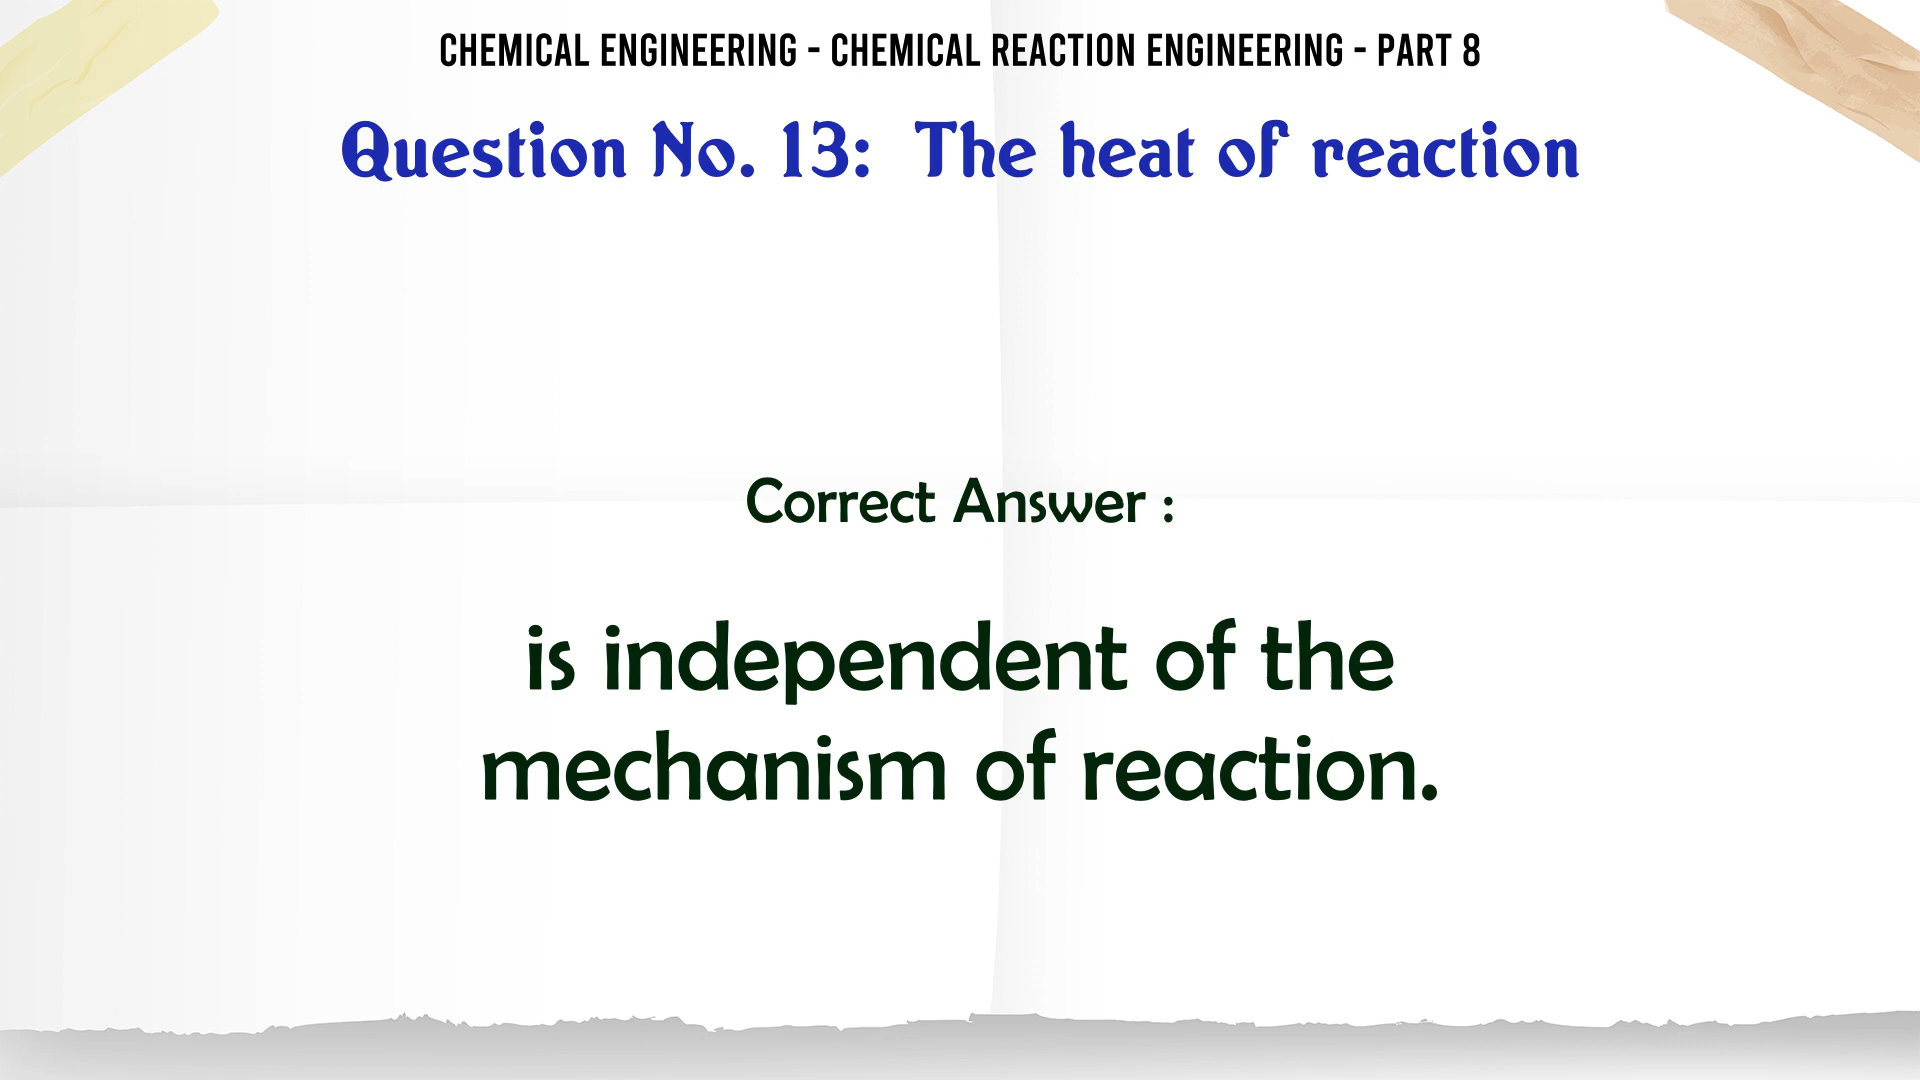 CHEMICAL ENGINEERING - CHEMICAL REACTION ENGINEERING - PART 8
Question No. 13: The heat of reaction
Correct Answer :
is independent of the
mechanism of reaction.